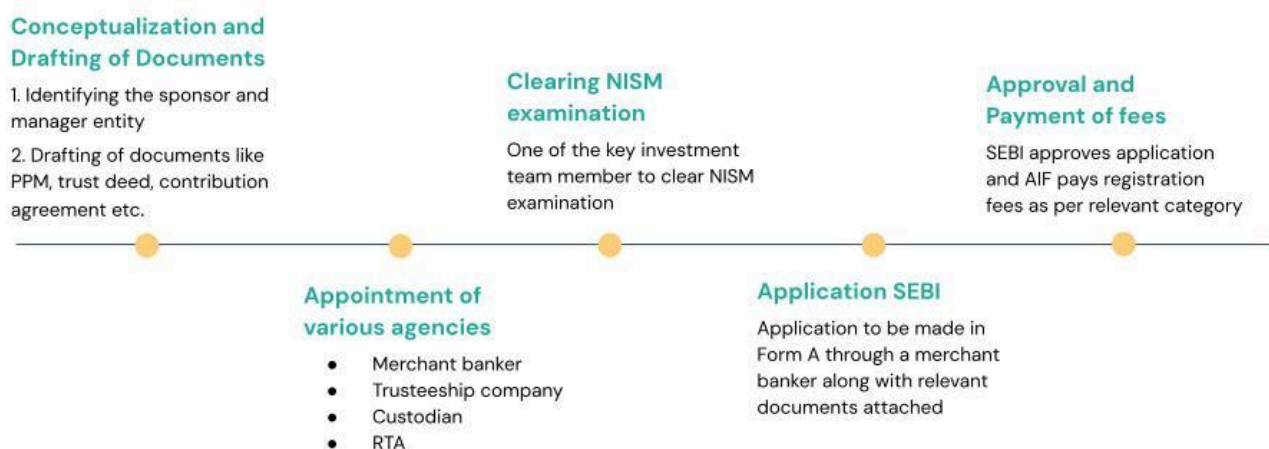 Conceptualization and
Drafting of Documents
1. Identifying the sponsor and
manager entity
2. Drafting of documents like
PPM, trust deed, contribution
agreement etc.
Appointment of
various agencies
● Merchant banker
● Trusteeship company
● Custodian
● RTA
Clearing NISM
examination
One of the key investment
team member to clear NISM
examination
Application SEBI
Application to be made in
Form A through a merchant
banker along with relevant
documents attached
Approval and
Payment of fees
SEBI approves application
and AIF pays registration
fees as per relevant category